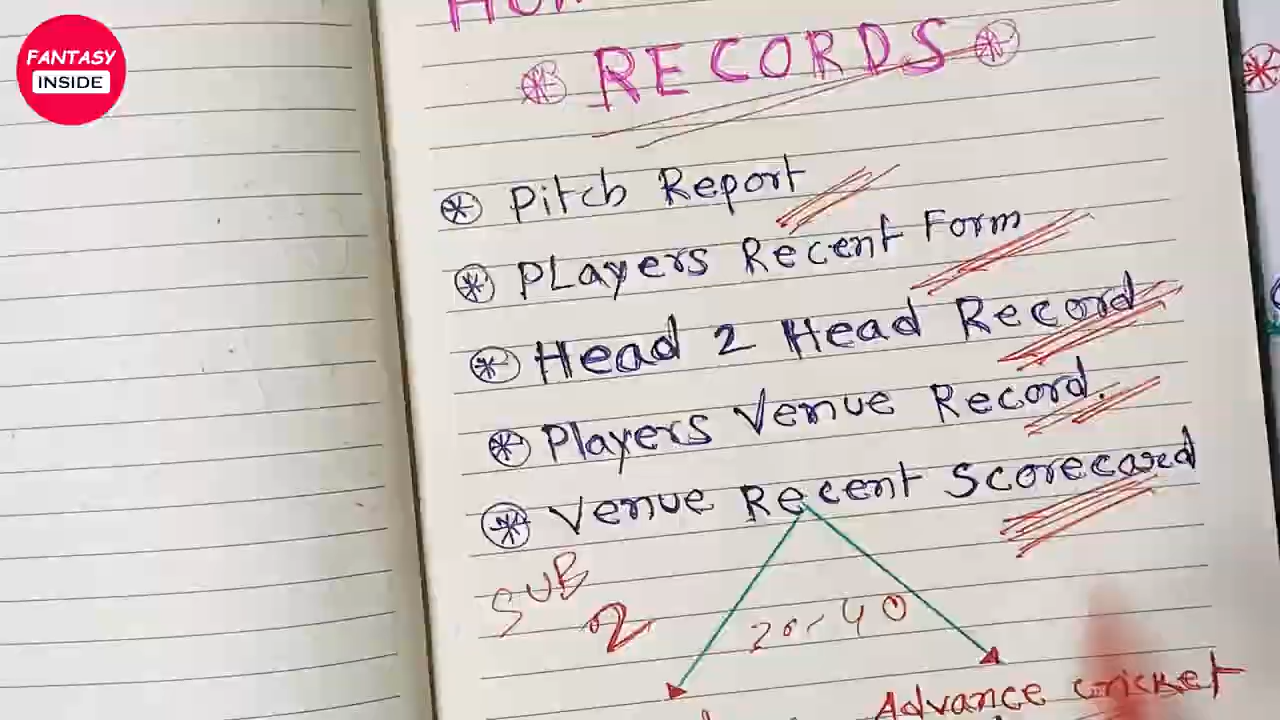 FANTASY
INSIDE
RECORDS
Pitch Report
PLayers Recent Form
Head 2 Head Record
Players Venue Record.
Venue Recent Scorecard
SUB
2
20-40
Advance cricket